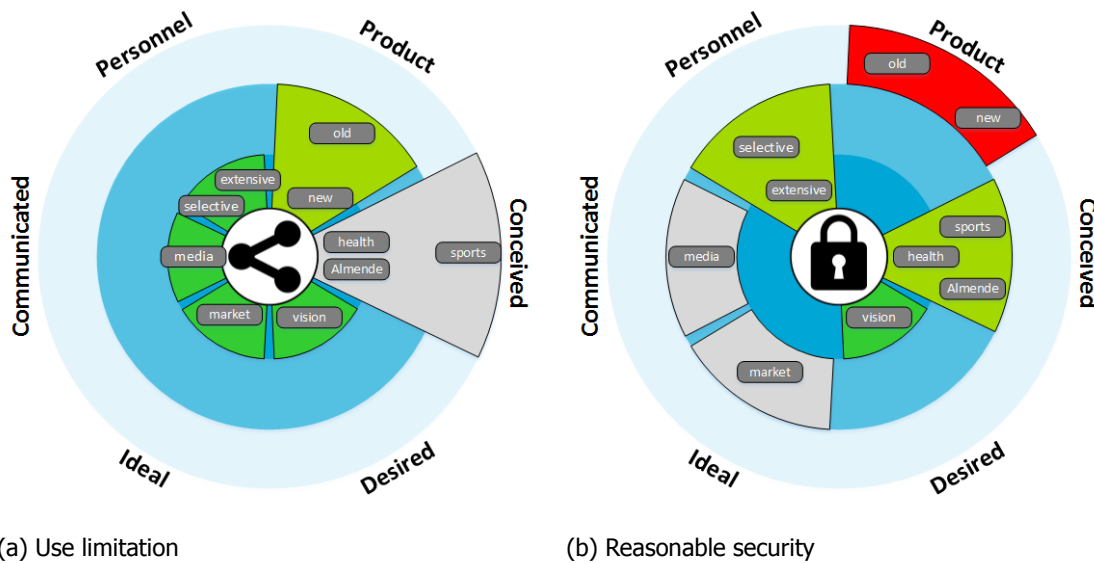 Personnel
Product
old
extensive
new
selective
Communicated
media
health
sports
Almende
Conceived
market
vision
Ideal
Desired
(a) Use limitation
Personnel
Product
old
new
selective
extensive
Communicated
media
sports
health
Almende
Conceived
vision
market
Ideal
Desired
(b) Reasonable security